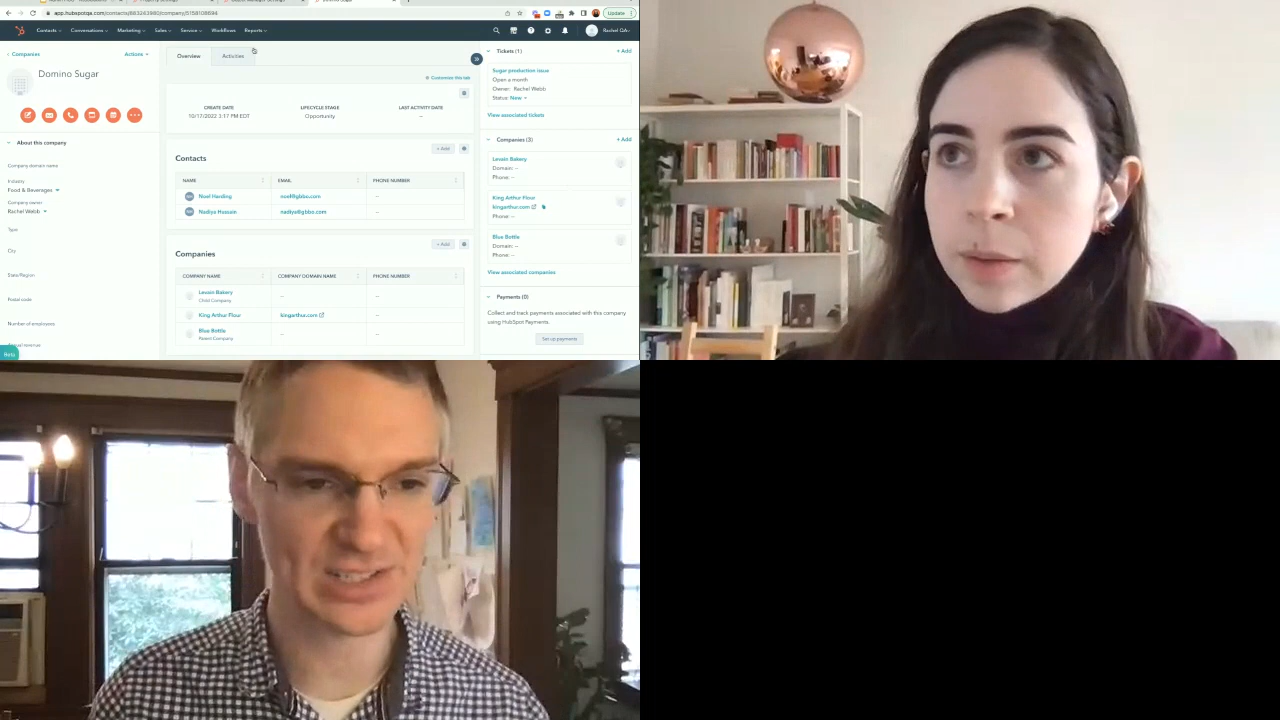 Domino Sugar
app.hubspotqa.com/contacts/883243980/company/5158108694
Update
Contacts
Conversations
Marketing
Sales
Service
Workflows
Reports
Rachel QA
Companies
Actions
Domino Sugar
About this company
Company domain name
Industry
Food & Beverages
Company owner
Rachel Webb
Type
City
State/Region
Postal code
Number of employees
Beta
Overview
Activities
Customize this tab
CREATE DATE
LIFECYCLE STAGE
LAST ACTIVITY DATE
10/17/2022 3:17 PM EDT
Opportunity
--
+ Add
Contacts
NAME
EMAIL
PHONE NUMBER
Noel Harding
noel@gbbo.com
--
Nadiya Hussain
nadiya@gbbo.com
--
+ Add
Companies
COMPANY NAME
COMPANY DOMAIN NAME
PHONE NUMBER
Levain Bakery
Child Company
--
--
King Arthur Flour
kingarthur.com
--
Blue Bottle
Parent Company
--
--
Tickets (1)
+ Add
Sugar production issue
Open a month
Owner: Rachel Webb
Status: New
View associated tickets
Companies (3)
+ Add
Levain Bakery
Domain: --
Phone: --
King Arthur Flour
kingarthur.com
Phone: --
Blue Bottle
Domain: --
Phone: --
View associated companies
Payments (0)
Collect and track payments associated with this company
using HubSpot Payments.
Set up payments